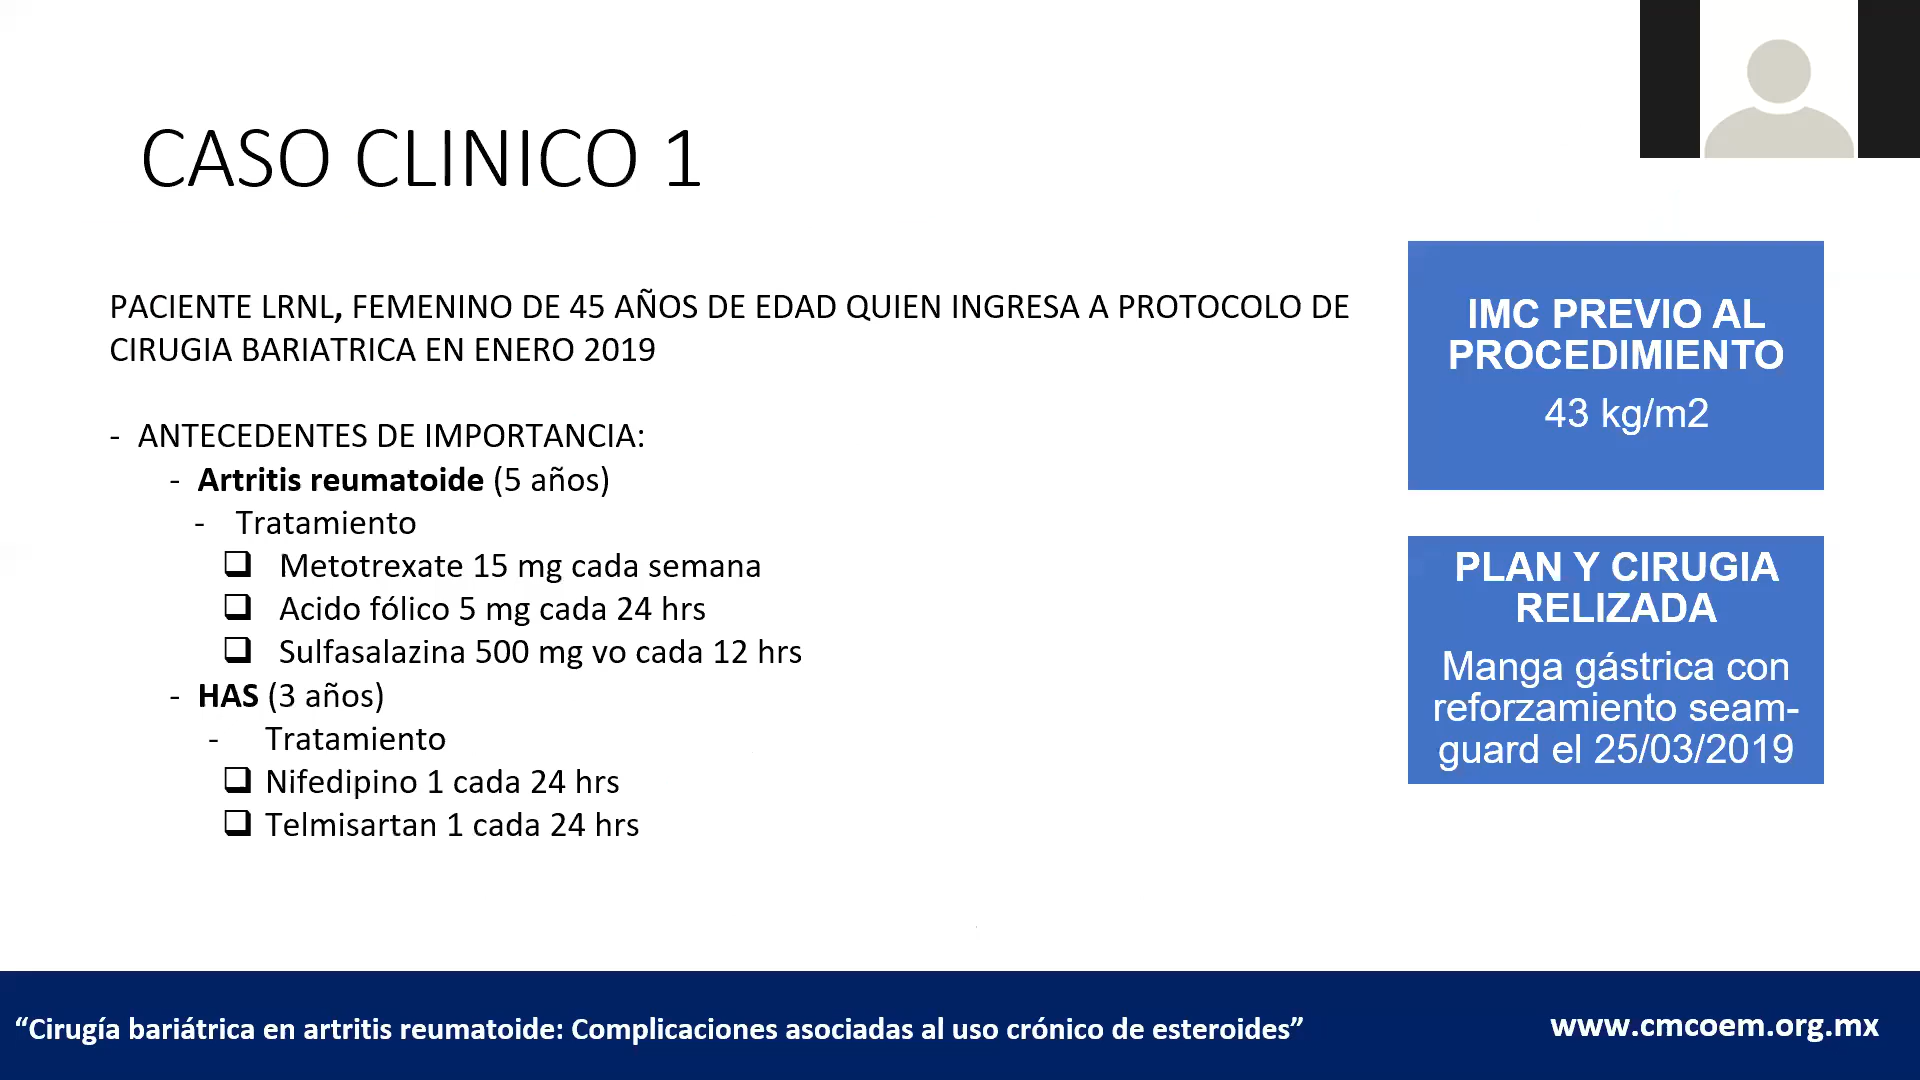 CASO CLINICO 1
PACIENTE LRNL, FEMENINO DE 45 AÑOS DE EDAD QUIEN INGRESA A PROTOCOLO DE
CIRUGIA BARIATRICA EN ENERO 2019
- ANTECEDENTES DE IMPORTANCIA:
- Artritis reumatoide (5 años)
- Tratamiento
❑ Metotrexate 15 mg cada semana
❑ Acido fólico 5 mg cada 24 hrs
❑ Sulfasalazina 500 mg vo cada 12 hrs
- HAS (3 años)
- Tratamiento
❑ Nifedipino 1 cada 24 hrs
❑ Telmisartan 1 cada 24 hrs
IMC PREVIO AL
PROCEDIMIENTO
43 kg/m2
PLAN Y CIRUGIA
RELIZADA
Manga gástrica con
reforzamiento seam-
guard el 25/03/2019
“Cirugía bariátrica en artritis reumatoide: Complicaciones asociadas al uso crónico de esteroides”
www.cmcoem.org.mx